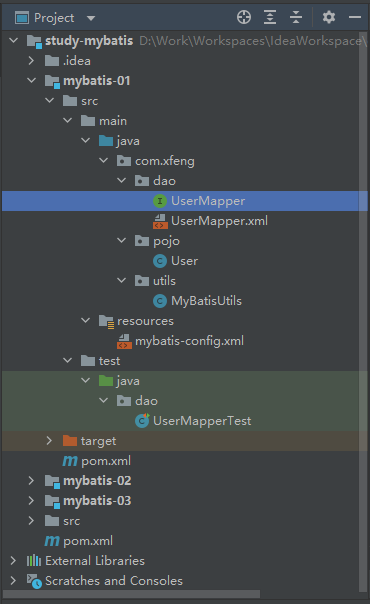 Project
study-mybatis D:\Work\Workspaces\IdeaWorkspace\
.idea
mybatis-01
src
main
java
com.xfeng
dao
UserMapper
UserMapper.xml
pojo
User
utils
MyBatisUtils
resources
mybatis-config.xml
test
java
dao
UserMapperTest
target
pom.xml
mybatis-02
mybatis-03
src
pom.xml
External Libraries
Scratches and Consoles